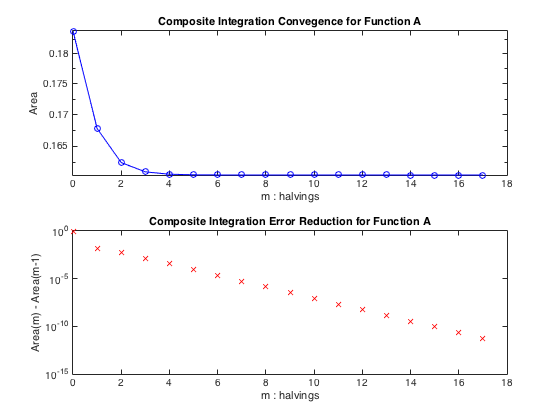 Composite Integration Convegence for Function A
0.18
0.175
0.17
0.165
Area
0 2 4 6 8 10 12 14 16 18
m : halvings
Composite Integration Error Reduction for Function A
10^0
10^-5
10^-10
10^-15
Area(m) - Area(m-1)
0 2 4 6 8 10 12 14 16 18
m : halvings